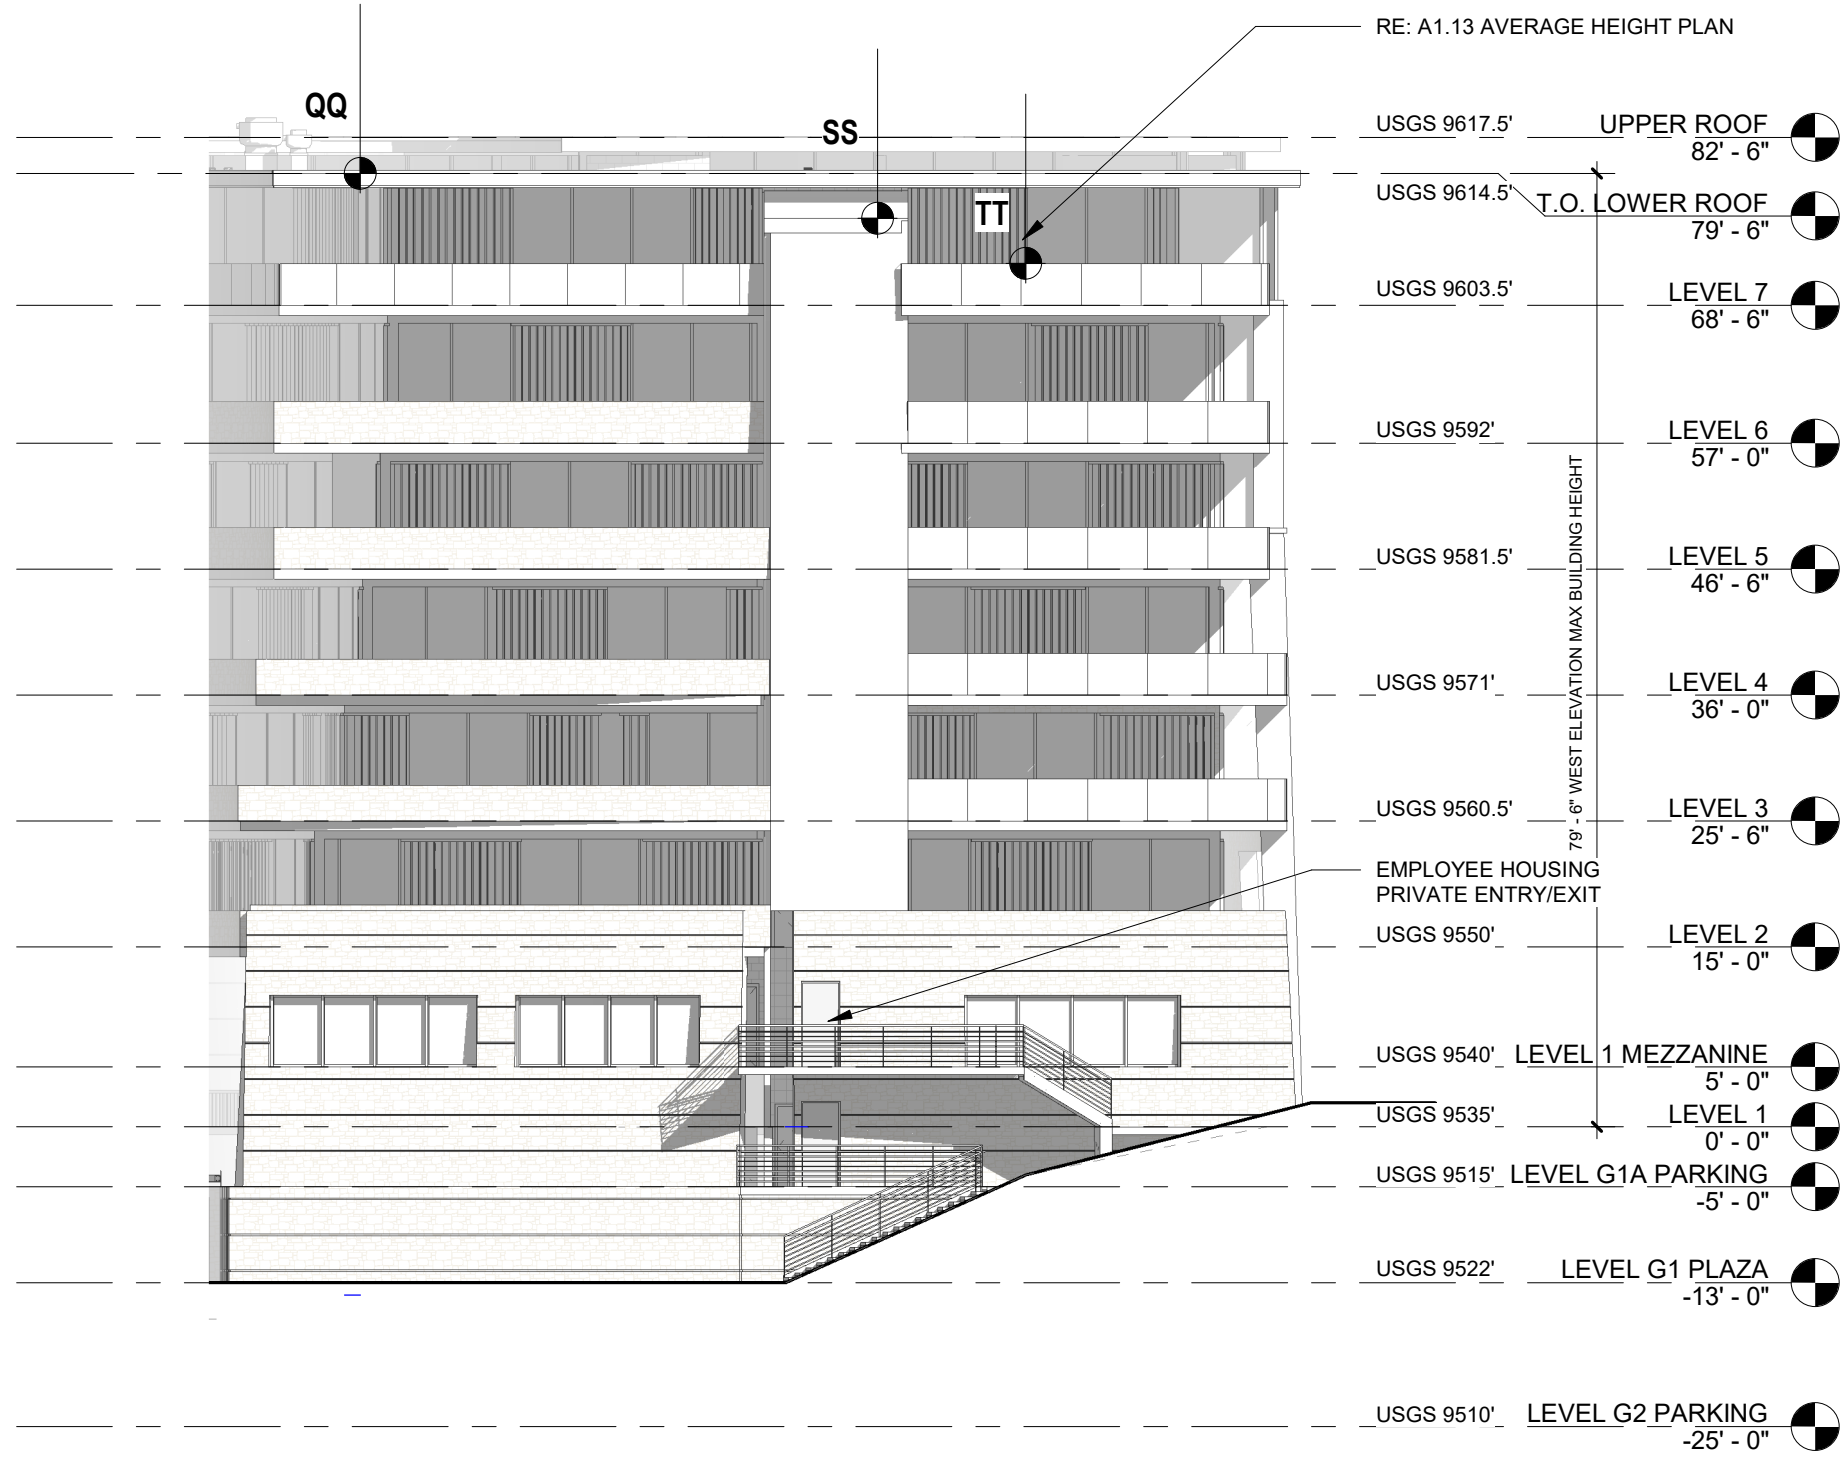 RE: A1.13 AVERAGE HEIGHT PLAN
QQ
SS
TT
USGS 9617.5' UPPER ROOF
82' - 6"
USGS 9614.5' T.O. LOWER ROOF
79' - 6"
USGS 9603.5' LEVEL 7
68' - 6"
USGS 9592' LEVEL 6
57' - 0"
USGS 9581.5' LEVEL 5
46' - 6"
USGS 9571' LEVEL 4
36' - 0"
79' - 6" WEST ELEVATION MAX BUILDING HEIGHT
USGS 9560.5' LEVEL 3
25' - 6"
EMPLOYEE HOUSING
PRIVATE ENTRY/EXIT
USGS 9550' LEVEL 2
15' - 0"
USGS 9540' LEVEL 1 MEZZANINE
5' - 0"
USGS 9535' LEVEL 1
0' - 0"
USGS 9515' LEVEL G1A PARKING
-5' - 0"
USGS 9522' LEVEL G1 PLAZA
-13' - 0"
USGS 9510' LEVEL G2 PARKING
-25' - 0"